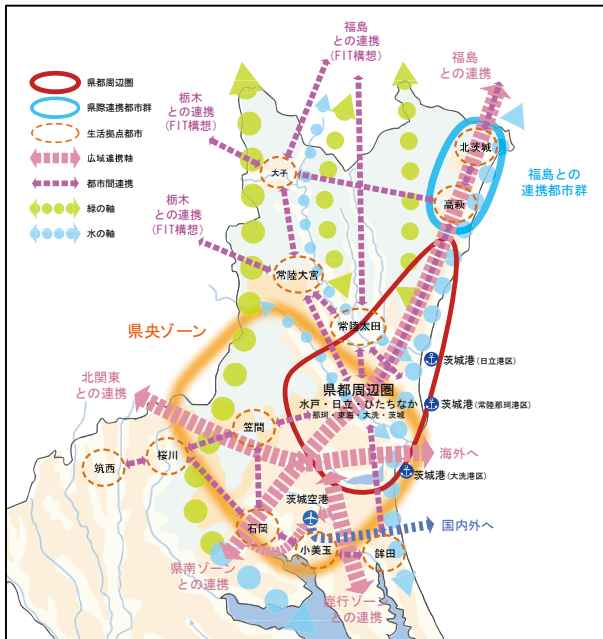 県都周辺圏
県際連携都市群
生活拠点都市
広域連携軸
都市間連携
緑の軸
水の軸
福島
との連携
(FIT構想)
福島
との連携
栃木
との連携
(FIT構想)
北茨城
大子
福島との
連携都市群
高萩
栃木
との連携
(FIT構想)
常陸大宮
常陸太田
県央ゾーン
茨城港(日立港区)
北関東
との連携
県都周辺圏
水戸・日立・ひたちなか
那珂・東海・大洗・茨城
茨城港(常陸那珂港区)
笠間
桜川
筑西
海外へ
茨城港(大洗港区)
茨城空港
石岡
国内外へ
小美玉
鉾田
県南ゾーン
との連携
鹿行ゾーン
との連携